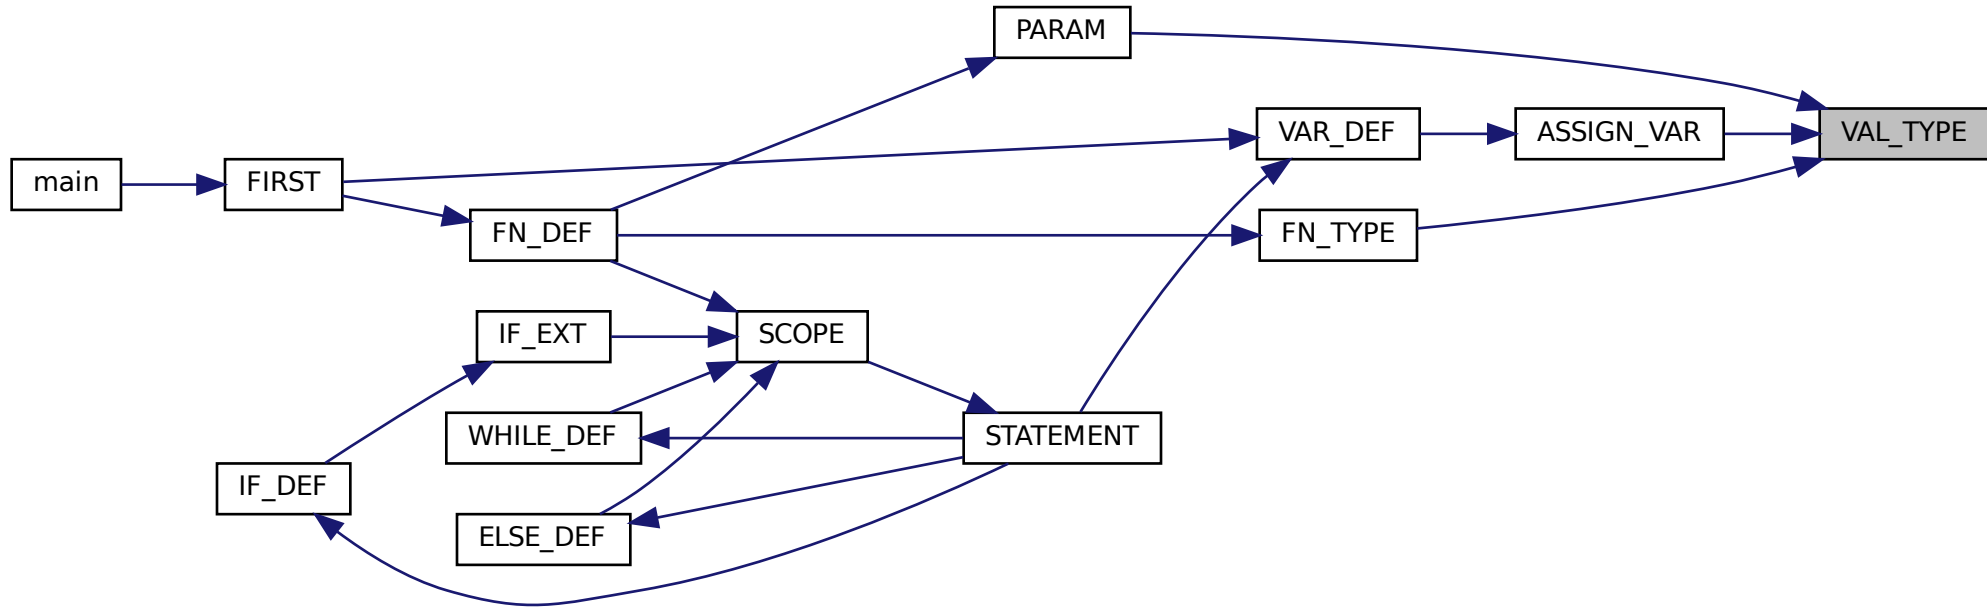 PARAM
VAR_DEF
ASSIGN_VAR
VAL_TYPE
main
FIRST
FN_DEF
FN_TYPE
IF_EXT
SCOPE
WHILE_DEF
STATEMENT
IF_DEF
ELSE_DEF